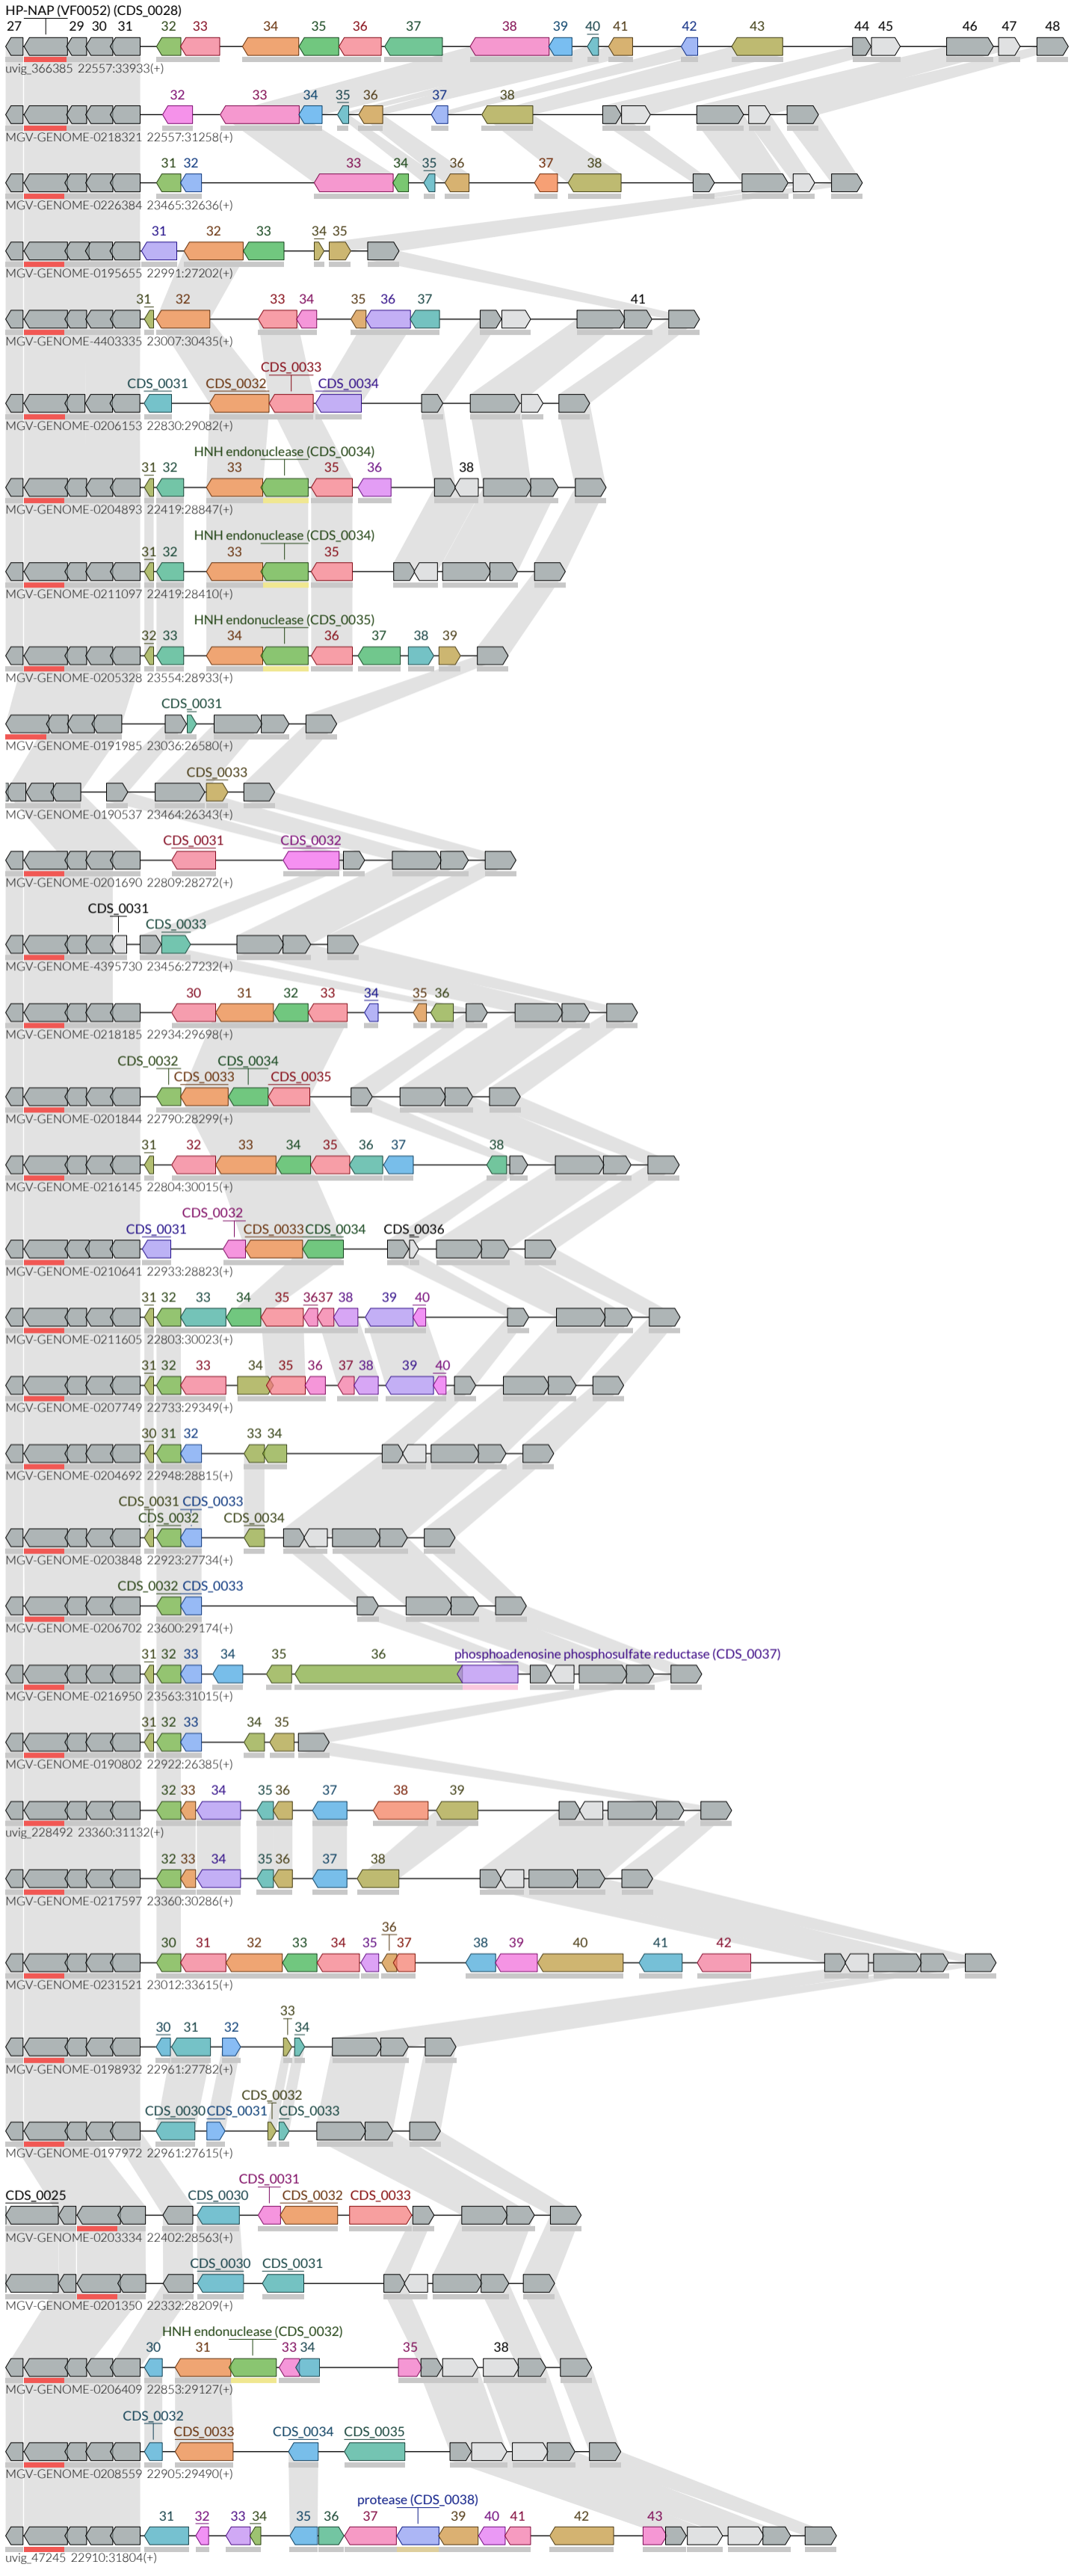 HP-NAP (VF0052) (CDS_0028)
27 29 30 31 32 33 34 35 36 37 38 39 40 41 42 43 44 45 46 47 48
uvig_366385 22557:33933(+)
32 33 34 35 36 37 38
MGV-GENOME-0218321 22557:31258(+)
31 32 33 34 35 36 37 38
MGV-GENOME-0226384 23465:32636(+)
31 32 33 34 35
MGV-GENOME-0195655 22991:27202(+)
31 32 33 34 35 36 37 41
MGV-GENOME-4403335 23007:30435(+)
CDS_0033
CDS_0031 CDS_0032 CDS_0034
MGV-GENOME-0206153 22830:29082(+)
HNH endonuclease (CDS_0034)
31 32 33 35 36 38
MGV-GENOME-0204893 22419:28847(+)
HNH endonuclease (CDS_0034)
31 32 33 35
MGV-GENOME-0211097 22419:28410(+)
HNH endonuclease (CDS_0035)
32 33 34 36 37 38 39
MGV-GENOME-0205328 23554:28933(+)
CDS_0031
MGV-GENOME-0191985 23036:26580(+)
CDS_0033
MGV-GENOME-0190537 23464:26343(+)
CDS_0031 CDS_0032
MGV-GENOME-0201690 22809:28272(+)
CDS_0031
CDS_0033
MGV-GENOME-4395730 23456:27232(+)
30 31 32 33 34 35 36
MGV-GENOME-0218185 22934:29698(+)
CDS_0032 CDS_0034
CDS_0033 CDS_0035
MGV-GENOME-0201844 22790:28299(+)
31 32 33 34 35 36 37 38
MGV-GENOME-0216145 22804:30015(+)
CDS_0032
CDS_0031 CDS_0033 CDS_0034 CDS_0036
MGV-GENOME-0210641 22933:28823(+)
31 32 33 34 35 36 37 38 39 40
MGV-GENOME-0211605 22803:30023(+)
31 32 33 34 35 36 37 38 39 40
MGV-GENOME-0207749 22733:29349(+)
30 31 32 33 34
MGV-GENOME-0204692 22948:28815(+)
CDS_0031 CDS_0033
CDS_0032 CDS_0034
MGV-GENOME-0203848 22923:27734(+)
CDS_0032 CDS_0033
MGV-GENOME-0206702 23600:29174(+)
31 32 33 34 35 36 phosphoadenosine phosphosulfate reductase (CDS_0037)
MGV-GENOME-0216950 23563:31015(+)
31 32 33 34 35
MGV-GENOME-0190802 22922:26385(+)
32 33 34 35 36 37 38 39
uvig_228492 23360:31132(+)
32 33 34 35 36 37 38
MGV-GENOME-0217597 23360:30286(+)
36
30 31 32 33 34 35 37 38 39 40 41 42
MGV-GENOME-0231521 23012:33615(+)
33
30 31 32 34
MGV-GENOME-0198932 22961:27782(+)
CDS_0032
CDS_0030 CDS_0031 CDS_0033
MGV-GENOME-0197972 22961:27615(+)
CDS_0031
CDS_0025 CDS_0030 CDS_0032 CDS_0033
MGV-GENOME-0203334 22402:28563(+)
CDS_0030 CDS_0031
MGV-GENOME-0201350 22332:28209(+)
HNH endonuclease (CDS_0032)
30 31 33 34 35 38
MGV-GENOME-0206409 22853:29127(+)
CDS_0032
CDS_0033 CDS_0034 CDS_0035
MGV-GENOME-0208559 22905:29490(+)
protease (CDS_0038)
31 32 33 34 35 36 37 39 40 41 42 43
uvig_47245 22910:31804(+)